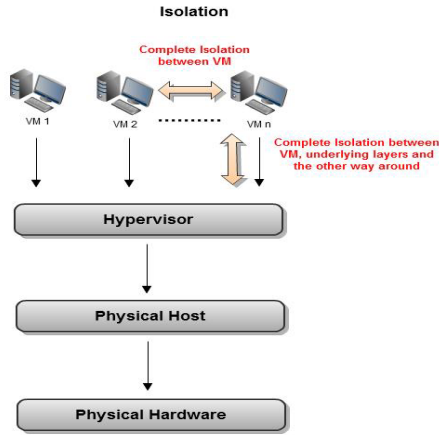 Isolation
Complete Isolation
between VM
VM 1
VM 2
VM n
Complete Isolation between
VM, underlying layers and
the other way around
Hypervisor
Physical Host
Physical Hardware